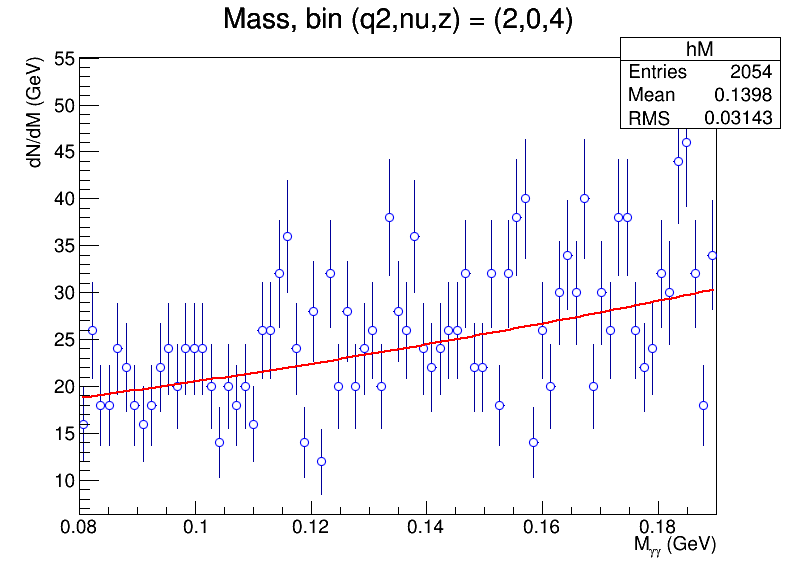 Mass, bin (q2,nu,z) = (2,0,4)
hM
Entries 2054
Mean 0.1398
RMS 0.03143
dN/dM (GeV)
55
50
45
40
35
30
25
20
15
10
0.08 0.1 0.12 0.14 0.16 0.18
Mγγ (GeV)